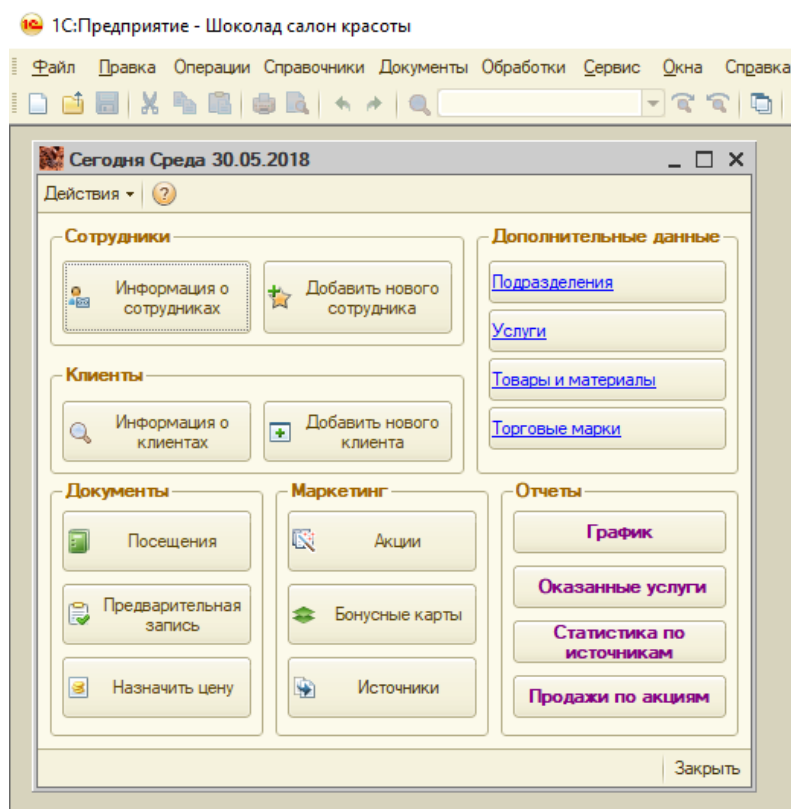 1С:Предприятие - Шоколад салон красоты
Файл Правка Операции Справочники Документы Обработки Сервис Окна Справка
Сегодня Среда 30.05.2018
Действия
Сотрудники
Информация о
сотрудниках
Добавить нового
сотрудника
Дополнительные данные
Подразделения
Услуги
Товары и материалы
Торговые марки
Клиенты
Информация о
клиентах
Добавить нового
клиента
Документы
Посещения
Предварительная
запись
Назначить цену
Маркетинг
Акции
Бонусные карты
Источники
Отчеты
График
Оказанные услуги
Статистика по
источникам
Продажи по акциям
Закрыть